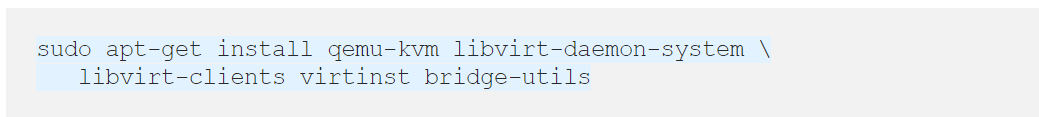 sudo apt-get install qemu-kvm libvirt-daemon-system \
libvirt-clients virtinst bridge-utils